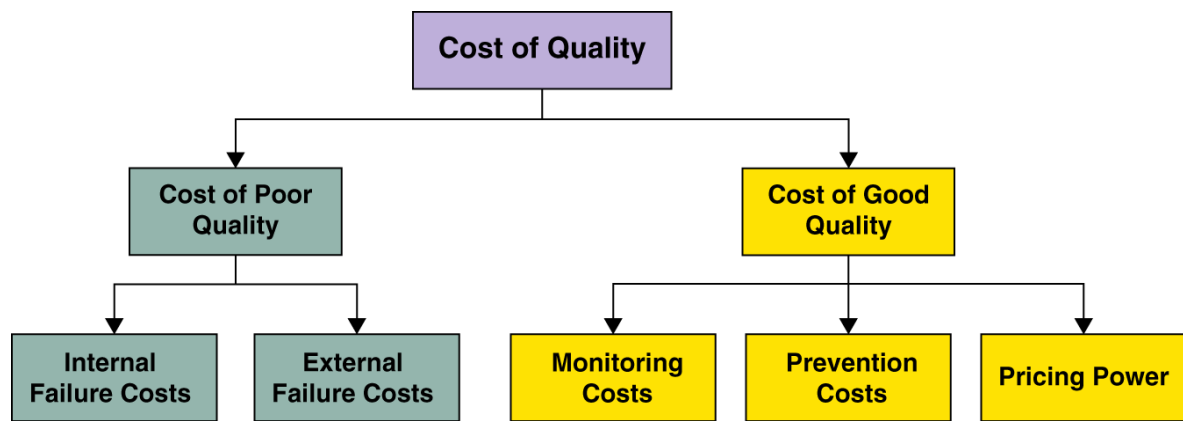 Cost of Quality
Cost of Poor
Quality
Cost of Good
Quality
Internal
Failure Costs
External
Failure Costs
Monitoring
Costs
Prevention
Costs
Pricing Power